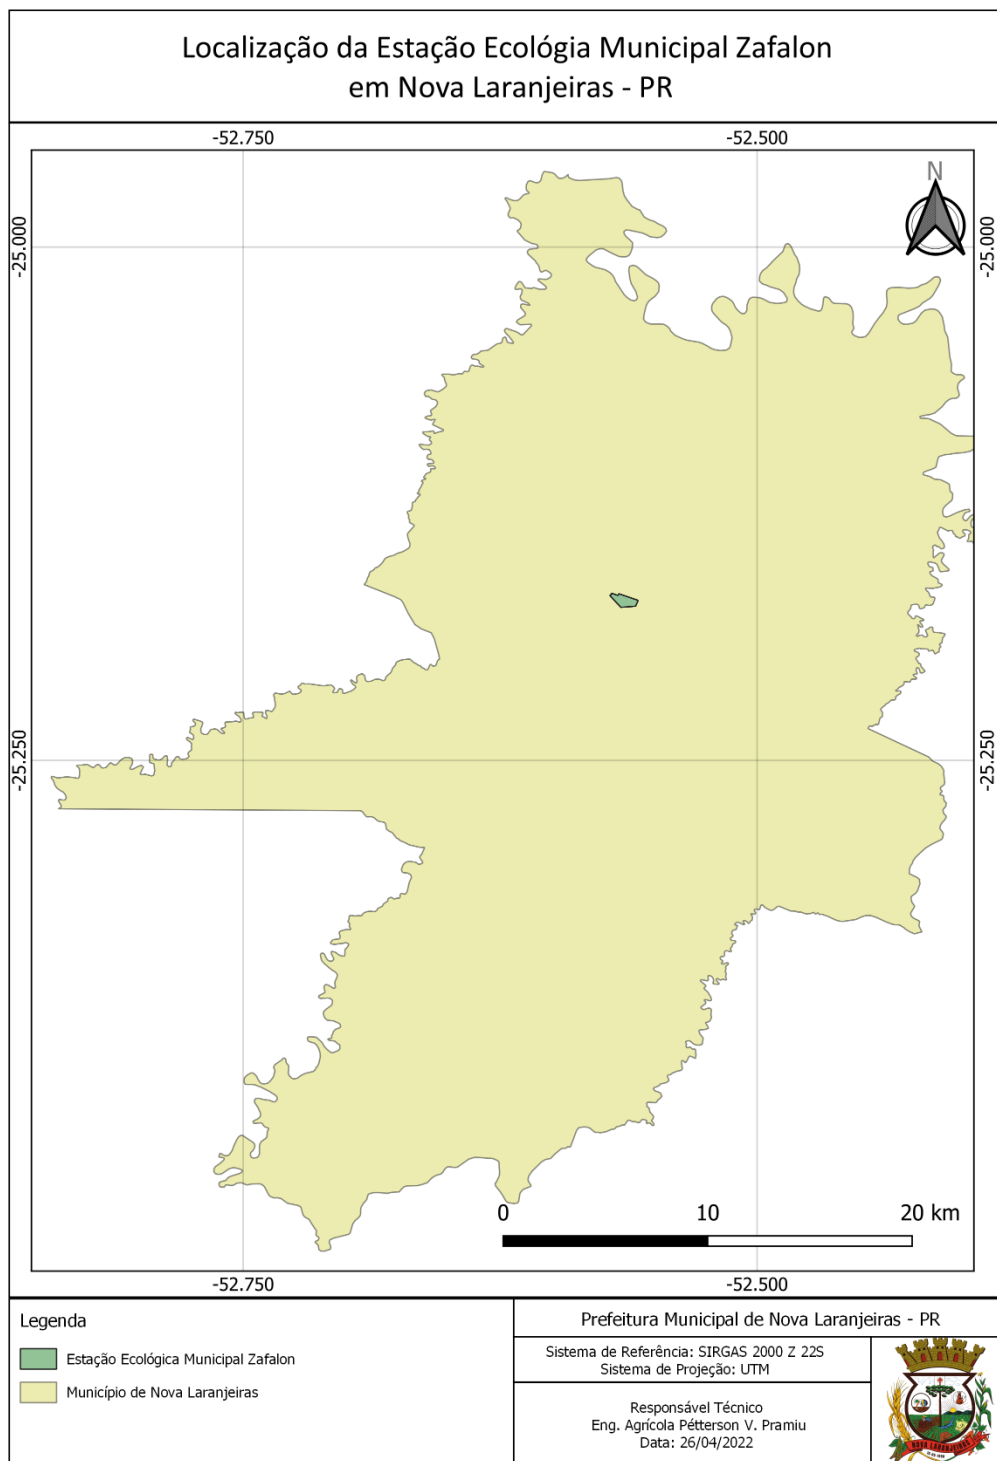 Localização da Estação Ecológia Municipal Zafalon
em Nova Laranjeiras - PR
-52.750
-52.500
N
-25.000
-25.000
-25.250
-25.250
0
10
20 km
-52.750
-52.500
Legenda
Estação Ecológica Municipal Zafalon
Município de Nova Laranjeiras
Prefeitura Municipal de Nova Laranjeiras - PR
Sistema de Referência: SIRGAS 2000 Z 22S
Sistema de Projeção: UTM
Responsável Técnico
Eng. Agrícola Pétterson V. Pramiu
Data: 26/04/2022
NOVA LARANJEIRAS